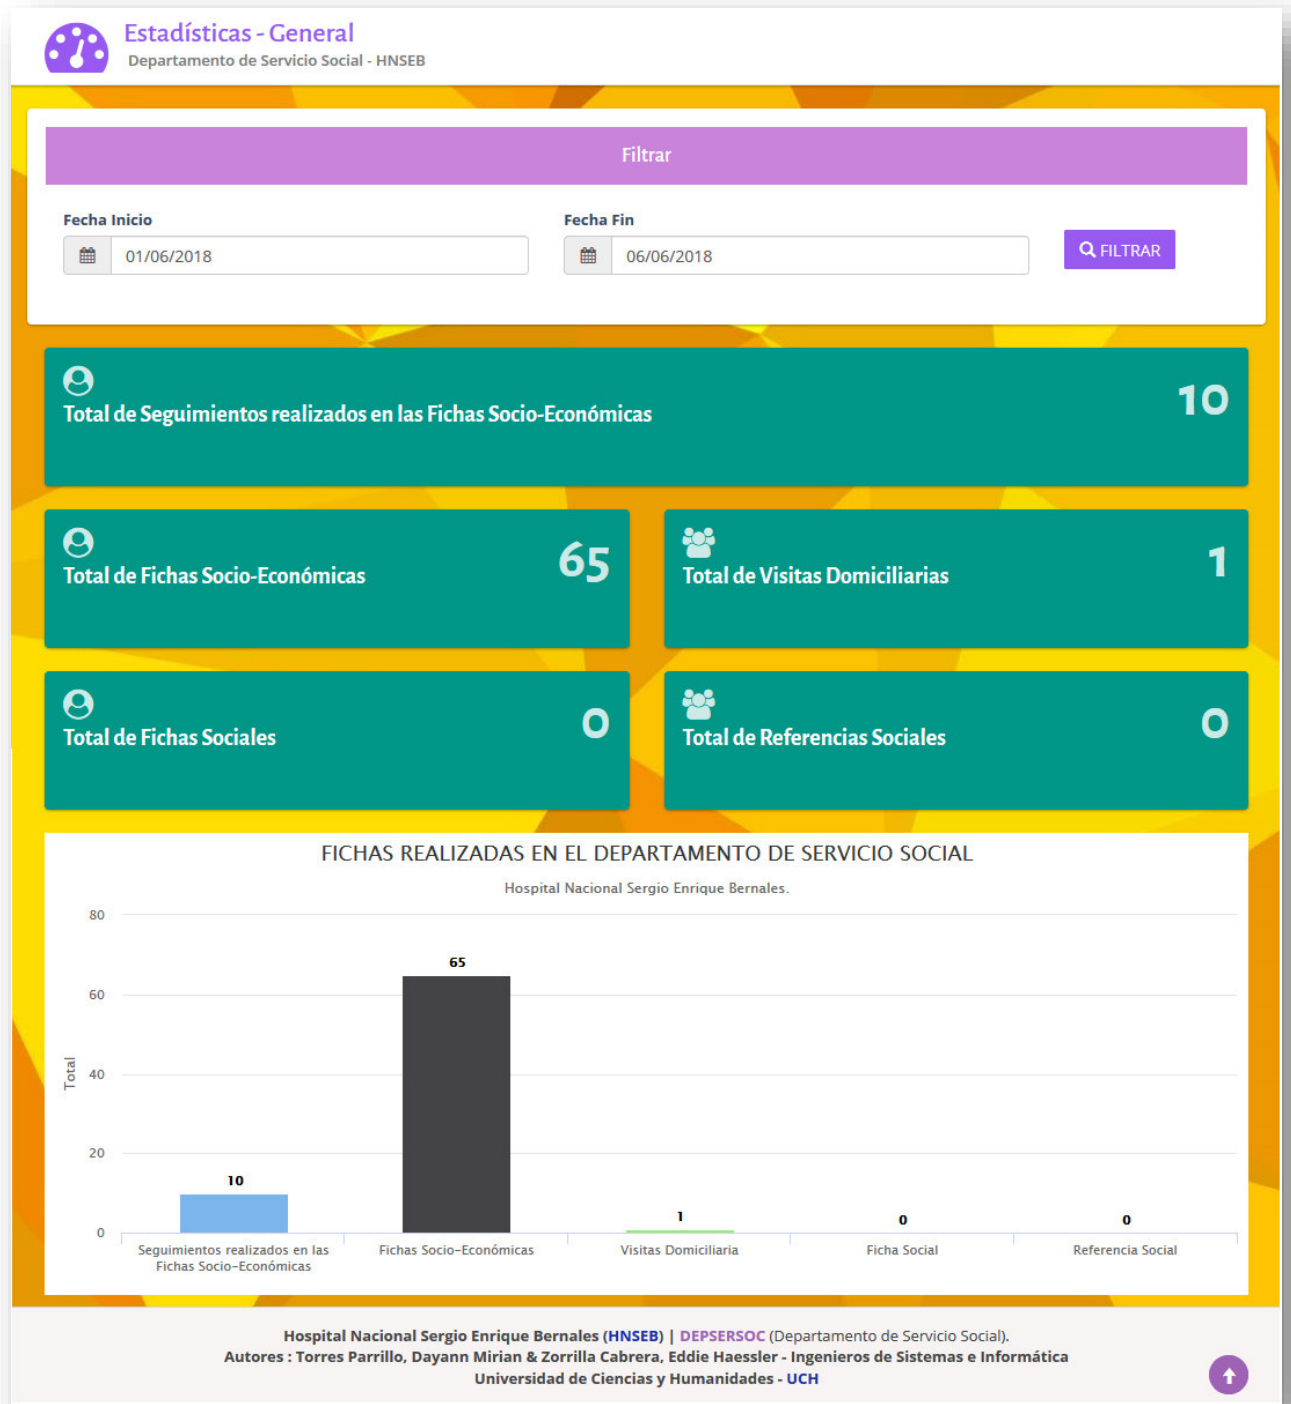 Estadísticas - General
Departamento de Servicio Social - HNSEB
Filtrar
Fecha Inicio
Fecha Fin
01/06/2018
06/06/2018
FILTRAR
10
Total de Seguimientos realizados en las Fichas Socio-Económicas
65
Total de Fichas Socio-Económicas
1
Total de Visitas Domiciliarias
0
Total de Fichas Sociales
0
Total de Referencias Sociales
FICHAS REALIZADAS EN EL DEPARTAMENTO DE SERVICIO SOCIAL
Hospital Nacional Sergio Enrique Bernales.
80
65
60
Total
40
20
10
1
0
0
0
Seguimientos realizados en las
Fichas Socio-Económicas
Fichas Socio-Económicas
Visitas Domiciliaria
Ficha Social
Referencia Social
Hospital Nacional Sergio Enrique Bernales (HNSEB) | DEPSERSOC (Departamento de Servicio Social).
Autores : Torres Parrillo, Dayann Mirian & Zorrilla Cabrera, Eddie Haessler - Ingenieros de Sistemas e Informática
Universidad de Ciencias y Humanidades - UCH